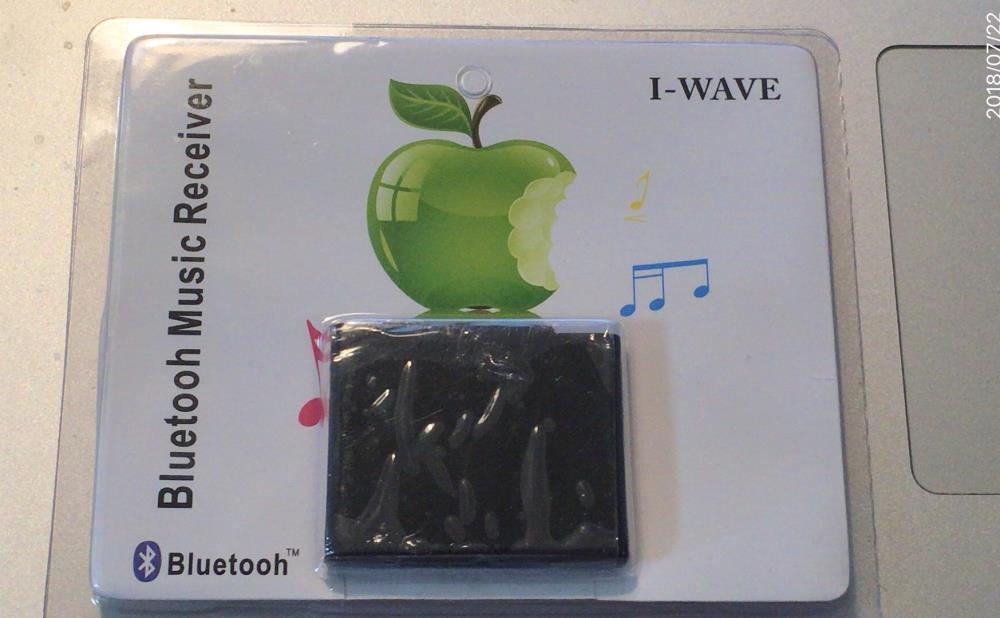 I-WAVE
Bluetooh Music Receiver
Bluetooh™
2018/07/22